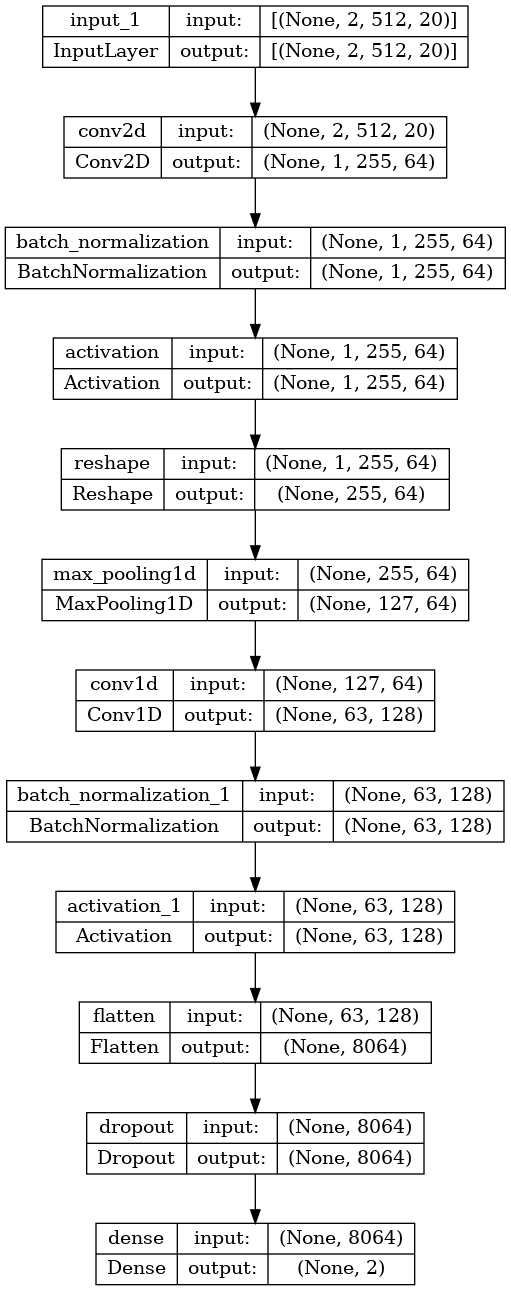 input_1 input: [(None, 2, 512, 20)]
InputLayer output: [(None, 2, 512, 20)]
conv2d input: (None, 2, 512, 20)
Conv2D output: (None, 1, 255, 64)
batch_normalization input: (None, 1, 255, 64)
BatchNormalization output: (None, 1, 255, 64)
activation input: (None, 1, 255, 64)
Activation output: (None, 1, 255, 64)
reshape input: (None, 1, 255, 64)
Reshape output: (None, 255, 64)
max_pooling1d input: (None, 255, 64)
MaxPooling1D output: (None, 127, 64)
conv1d input: (None, 127, 64)
Conv1D output: (None, 63, 128)
batch_normalization_1 input: (None, 63, 128)
BatchNormalization output: (None, 63, 128)
activation_1 input: (None, 63, 128)
Activation output: (None, 63, 128)
flatten input: (None, 63, 128)
Flatten output: (None, 8064)
dropout input: (None, 8064)
Dropout output: (None, 8064)
dense input: (None, 8064)
Dense output: (None, 2)